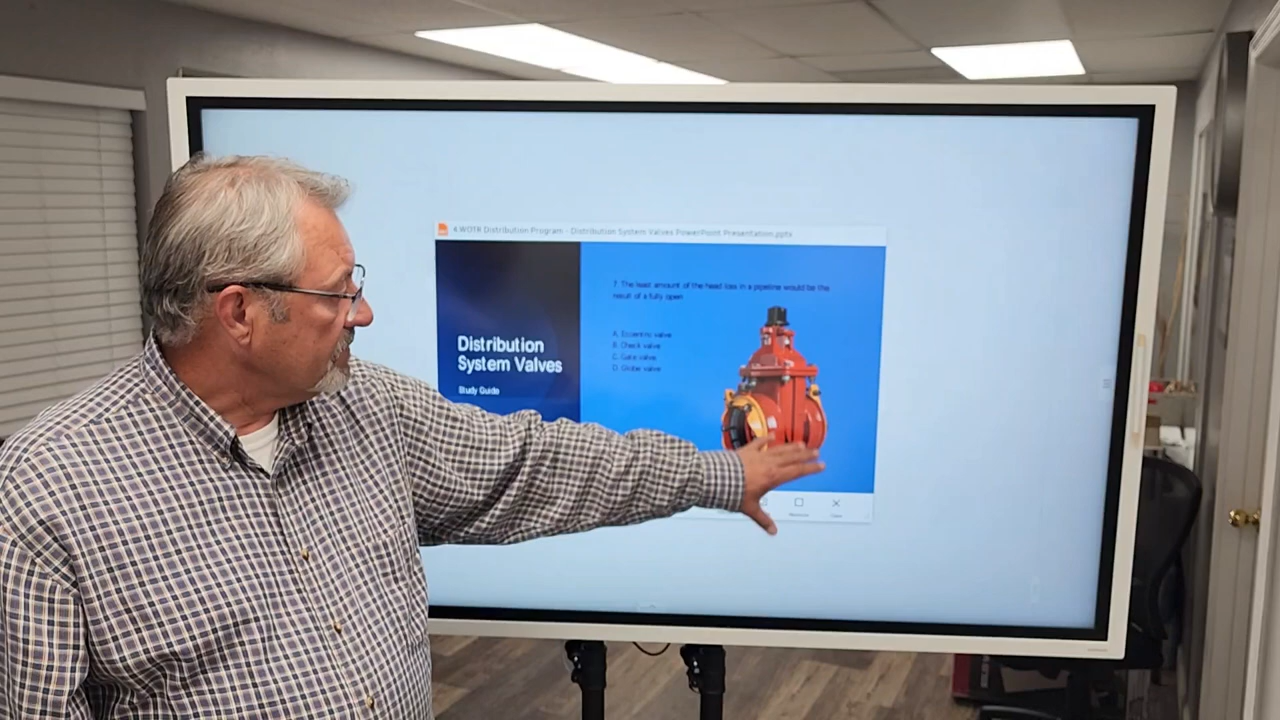 4.WOTR Distribution Program - Distribution System Valves PowerPoint Presentation.pptx
Distribution
System Valves
Study Guide
7. The least amount of the head loss in a pipeline would be the
result of a fully open
A. Eccentric valve
B. Check valve
C. Gate valve
D. Globe valve
Close